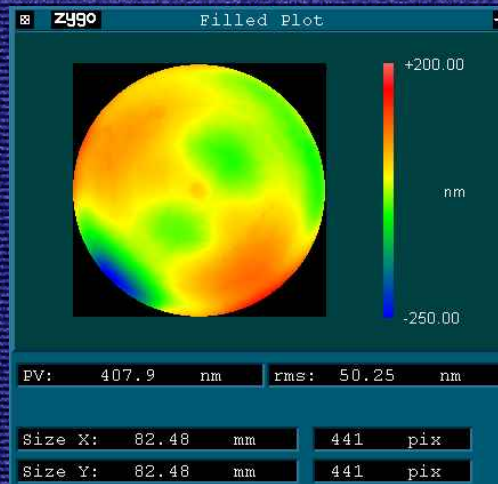 zygo Filled Plot
+200.00
nm
-250.00
PV: 407.9 nm rms: 50.25 nm
Size X: 82.48 mm 441 pix
Size Y: 82.48 mm 441 pix